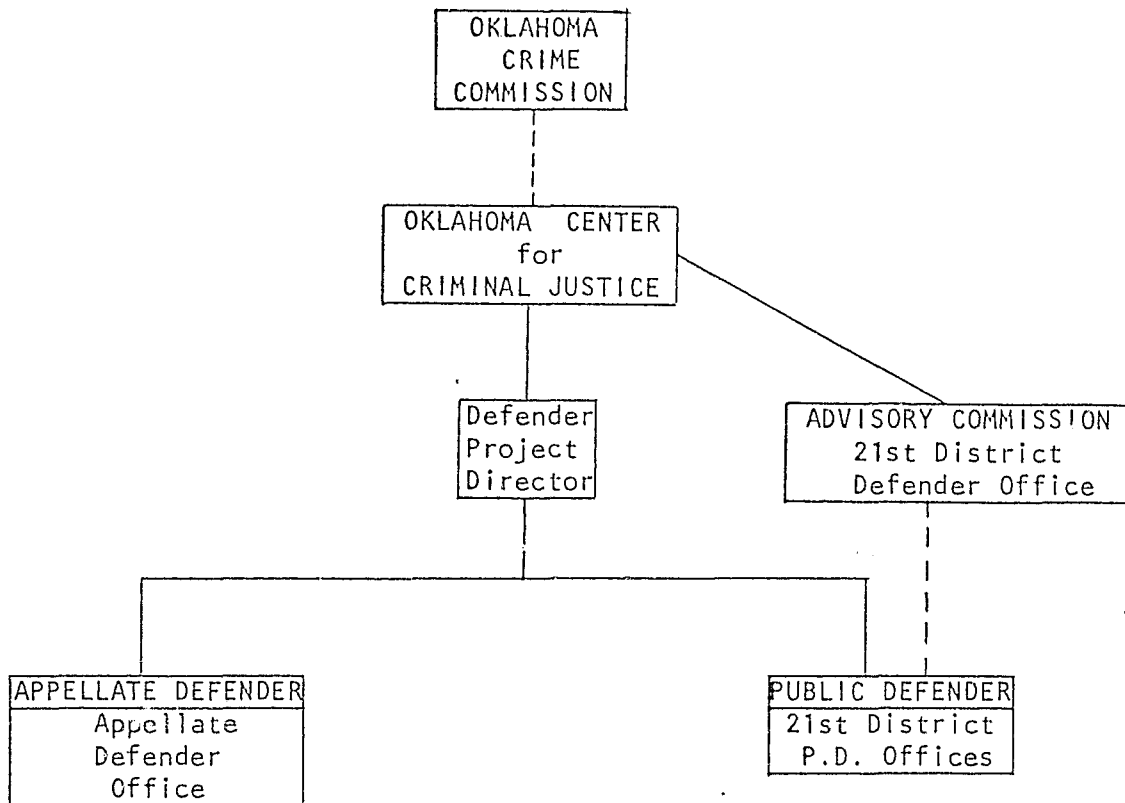 OKLAHOMA
CRIME
COMMISSION
OKLAHOMA CENTER
for
CRIMINAL JUSTICE
Defender
Project
Director
ADVISORY COMMISSION
21st District
Defender Office
APPELLATE DEFENDER
Appellate
Defender
Office
PUBLIC DEFENDER
21st District
P.D. Offices